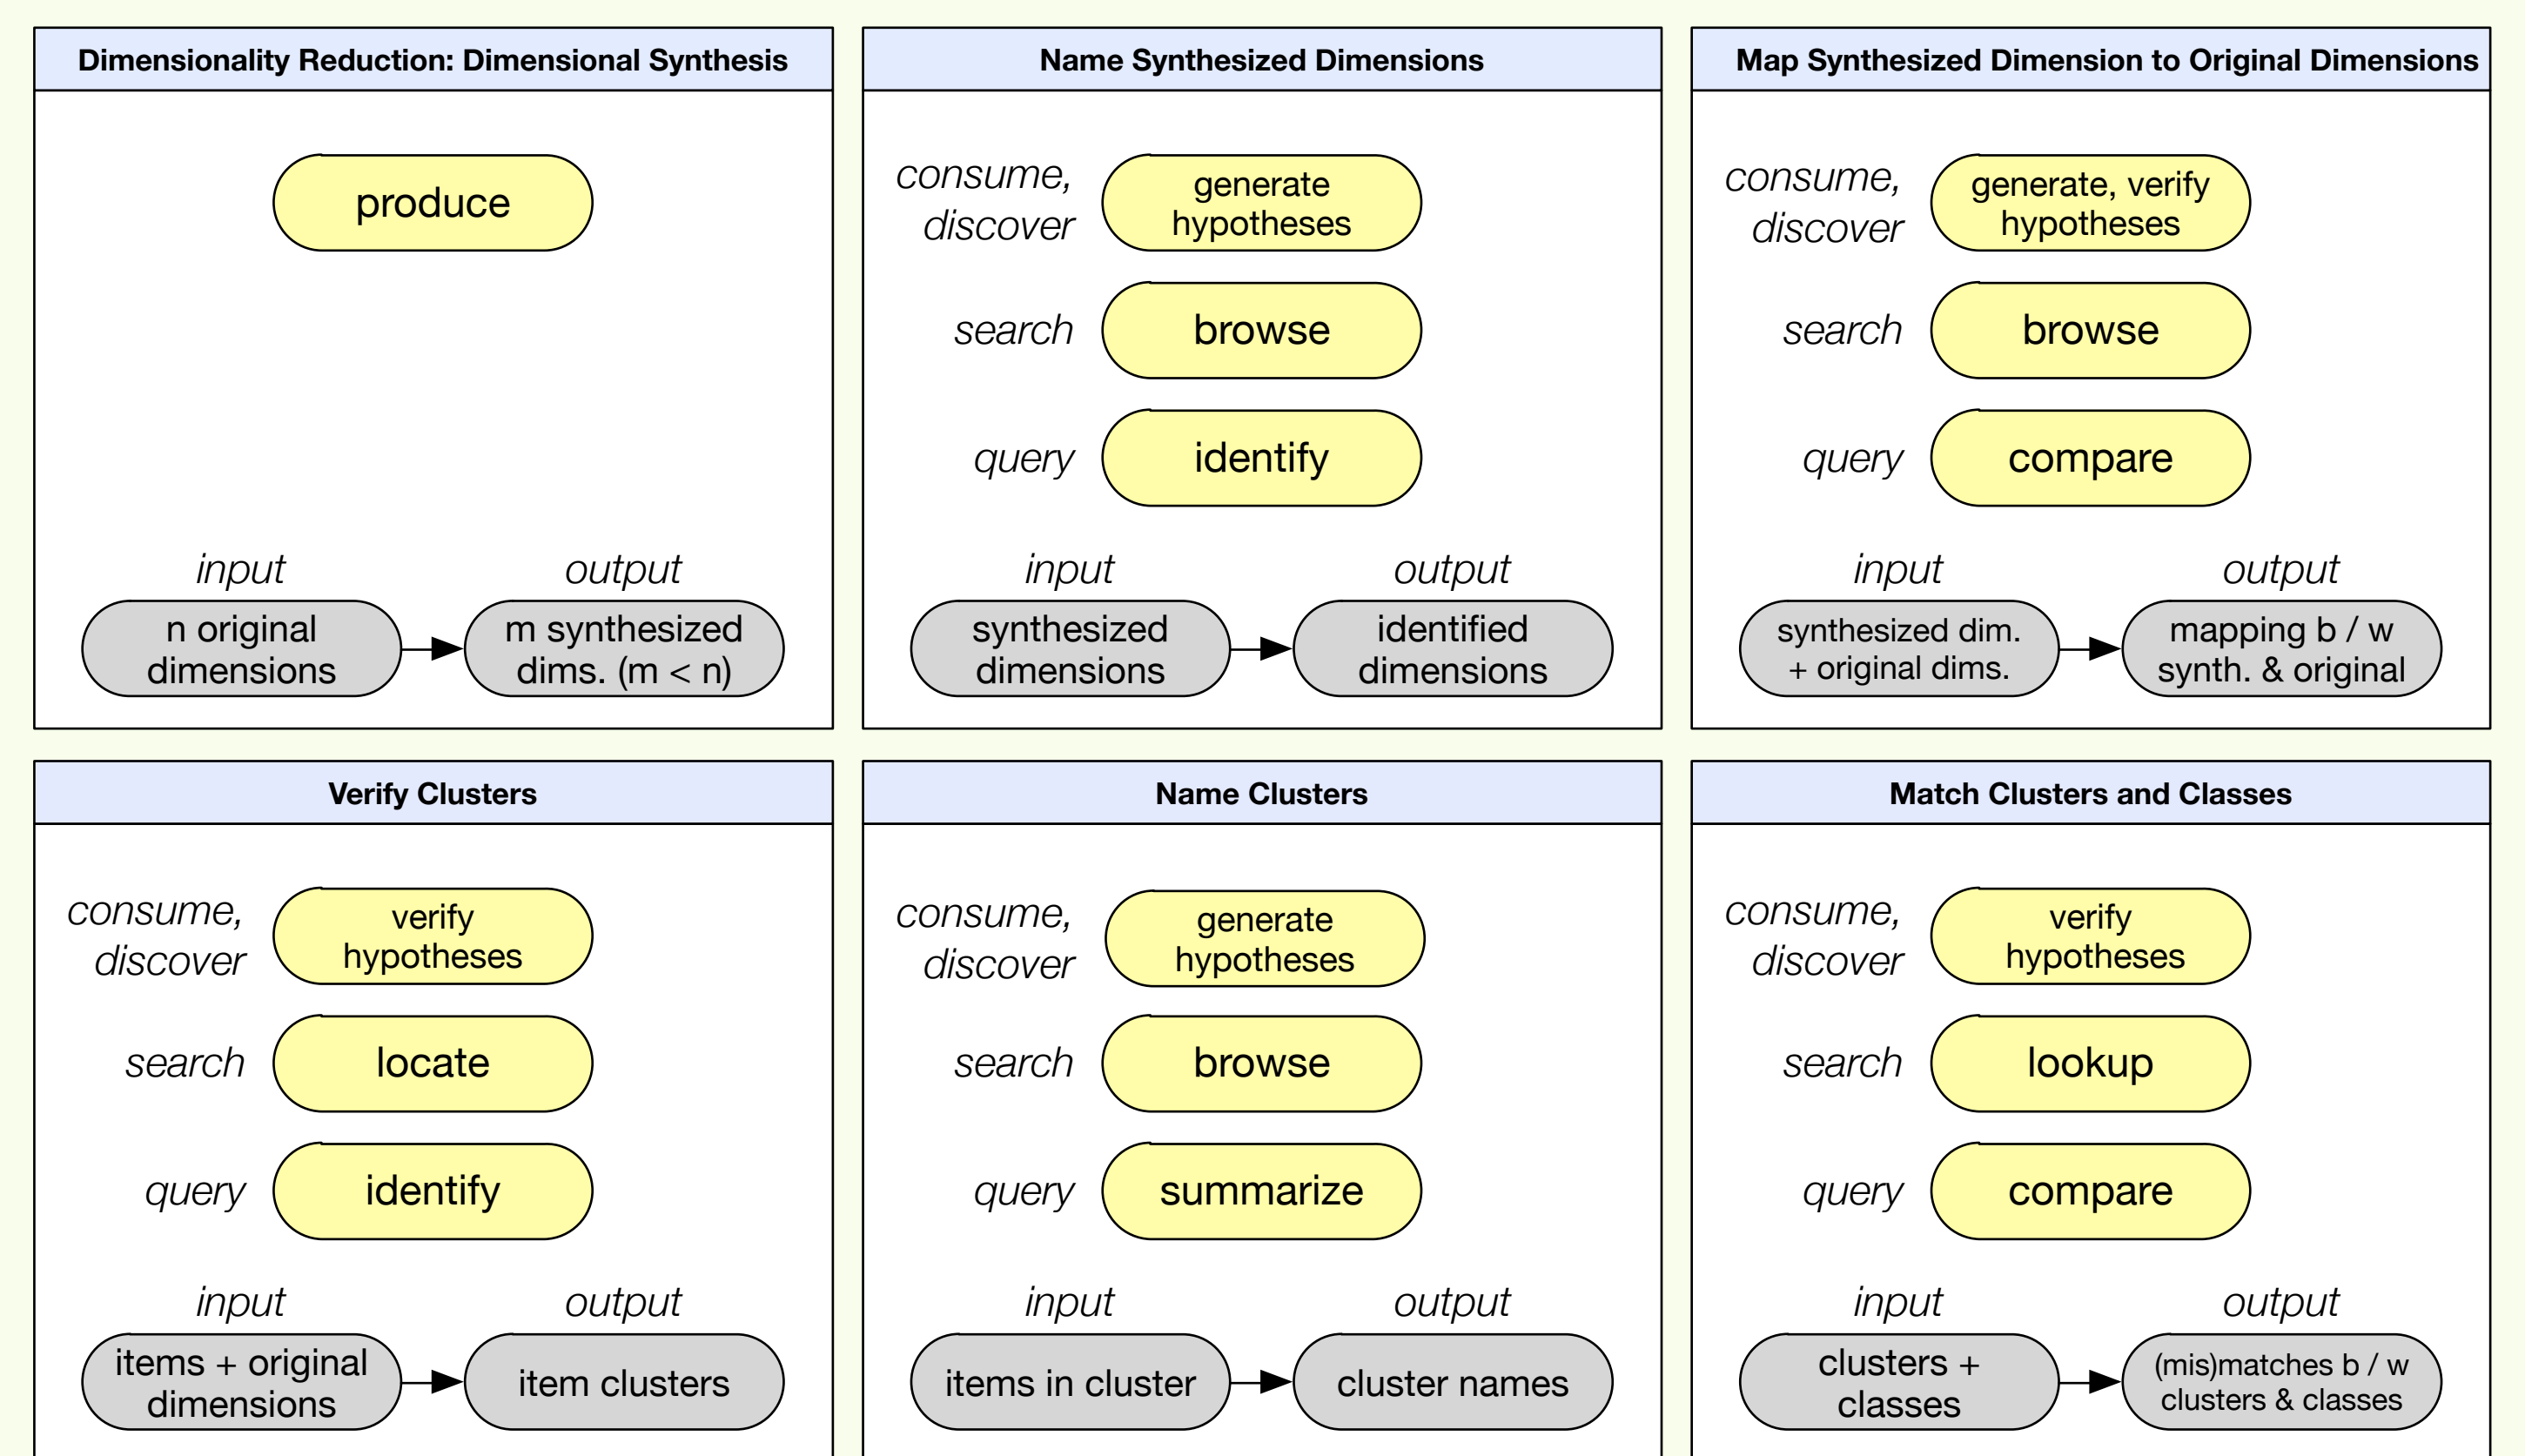 Dimensionality Reduction: Dimensional Synthesis
produce
input
output
n original
dimensions
m synthesized
dims. (m < n)
Name Synthesized Dimensions
consume,
discover
generate
hypotheses
search
browse
query
identify
input
output
synthesized
dimensions
identified
dimensions
Map Synthesized Dimension to Original Dimensions
consume,
discover
generate, verify
hypotheses
search
browse
query
compare
input
output
synthesized dim.
+ original dims.
mapping b / w
synth. & original
Verify Clusters
consume,
discover
verify
hypotheses
search
locate
query
identify
input
output
items + original
dimensions
item clusters
Name Clusters
consume,
discover
generate
hypotheses
search
browse
query
summarize
input
output
items in cluster
cluster names
Match Clusters and Classes
consume,
discover
verify
hypotheses
search
lookup
query
compare
input
output
clusters +
classes
(mis)matches b / w
clusters & classes